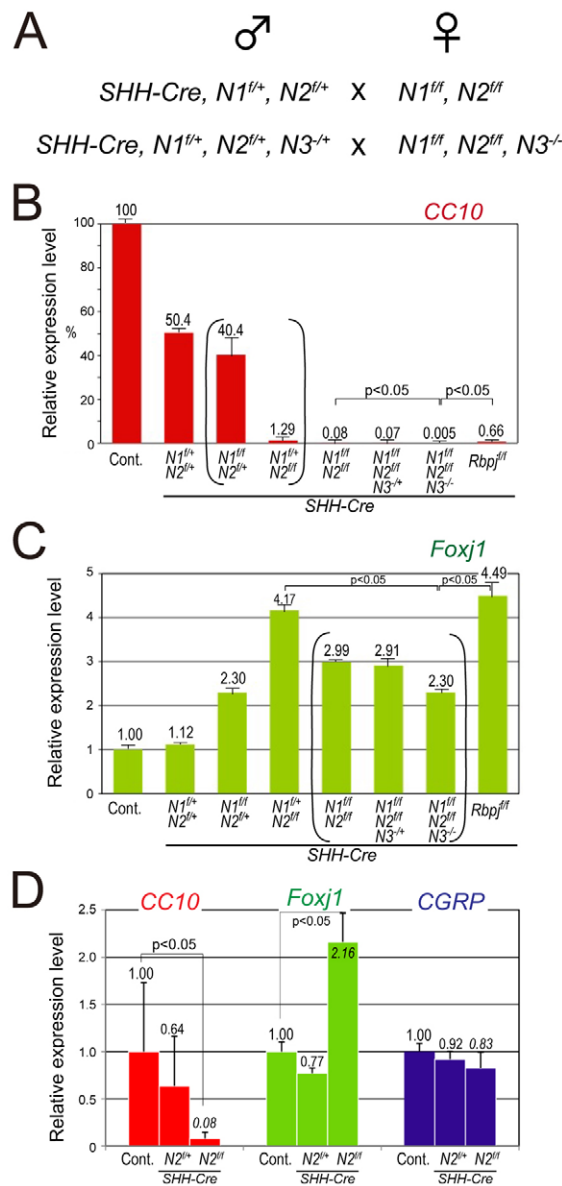 A
♂ ♀
SHH-Cre, N1f/+, N2f/+ x N1f/f, N2f/f
SHH-Cre, N1f/+, N2f/+, N3-/+ x N1f/f, N2f/f, N3-/-
B
CC10
Relative expression level
%
100
80
60
40
20
0
100
50.4
40.4
1.29
0.08
0.07
0.005
0.66
p<0.05
p<0.05
Cont.
N1f/+
N2f/+
N1f/f
N2f/+
N1f/+
N2f/f
N1f/f
N2f/f
N1f/f
N2f/f
N3-/+
N1f/f
N2f/f
N3-/-
Rbpjf/f
SHH-Cre
C
Foxj1
Relative expression level
5
4
3
2
1
0
1.00
1.12
2.30
4.17
2.99
2.91
2.30
4.49
p<0.05
p<0.05
Cont.
N1f/+
N2f/+
N1f/f
N2f/+
N1f/+
N2f/f
N1f/f
N2f/f
N1f/f
N2f/f
N3-/+
N1f/f
N2f/f
N3-/-
Rbpjf/f
SHH-Cre
D
CC10 Foxj1 CGRP
Relative expression level
2.5
2.0
1.5
1.0
0.5
0
p<0.05
1.00
0.64
0.08
p<0.05
1.00
0.77
2.16
1.00
0.92
0.83
Cont. N2f/+ N2f/f Cont. N2f/+ N2f/f Cont. N2f/+ N2f/f
SHH-Cre SHH-Cre SHH-Cre